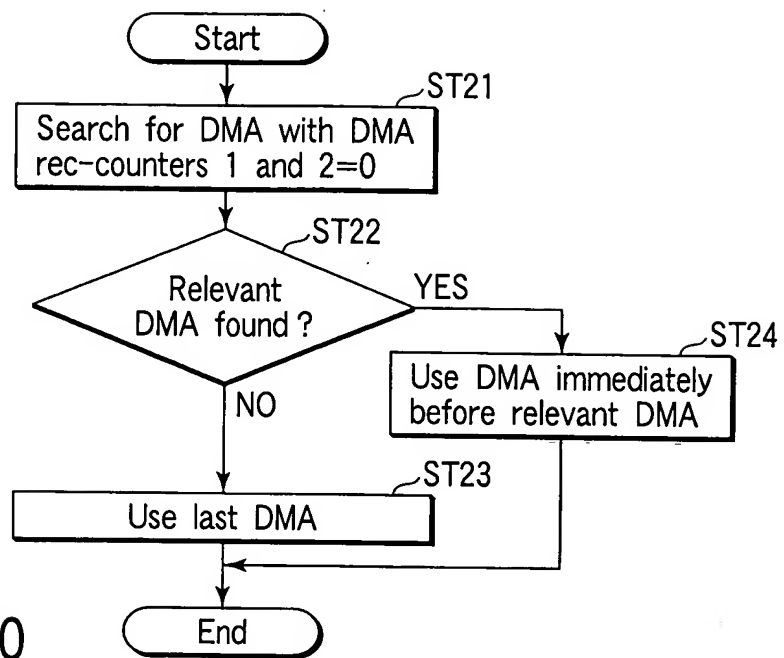 Start
ST21
Search for DMA with DMA
rec-counters 1 and 2=0
ST22
Relevant
DMA found ?
YES
ST24
Use DMA immediately
before relevant DMA
NO
ST23
Use last DMA
End
0